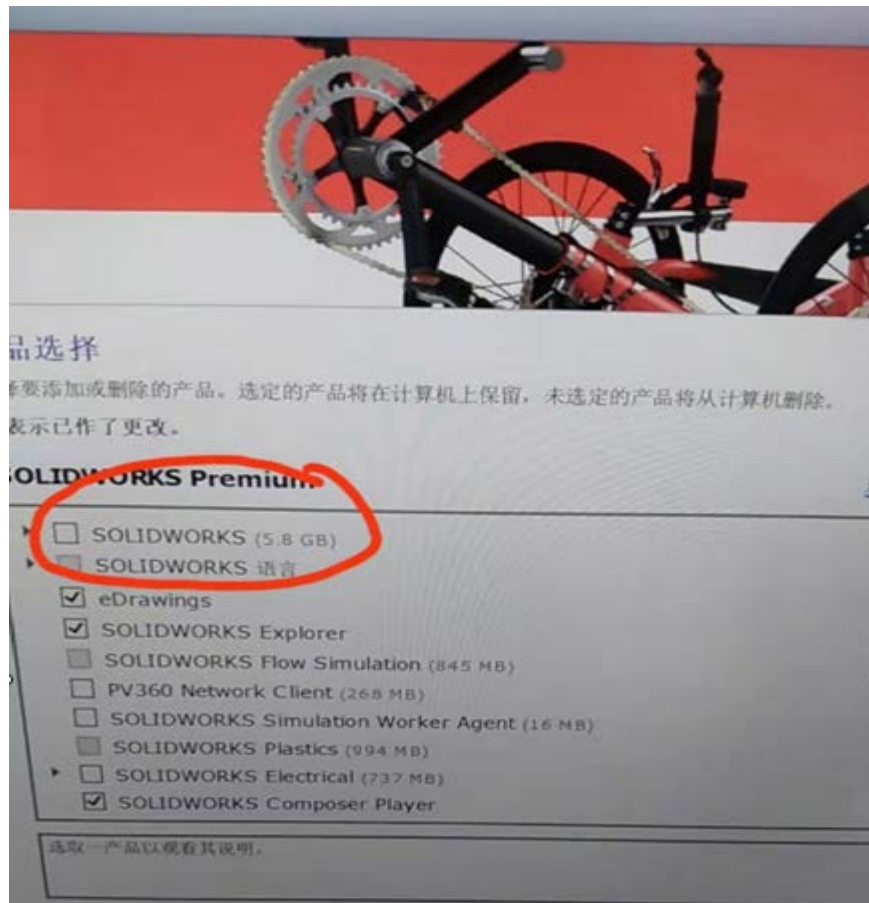 品选择
要添加或删除的产品。选定的产品将在计算机上保留，未选定的产品将从计算机删除。
表示已作了更改。
SOLIDWORKS Premium
SOLIDWORKS (5.8 GB)
SOLIDWORKS 语言
eDrawings
SOLIDWORKS Explorer
SOLIDWORKS Flow Simulation (845 MB)
PV360 Network Client (268 MB)
SOLIDWORKS Simulation Worker Agent (16 MB)
SOLIDWORKS Plastics (994 MB)
SOLIDWORKS Electrical (737 MB)
SOLIDWORKS Composer Player
选取一产品以观看其说明。